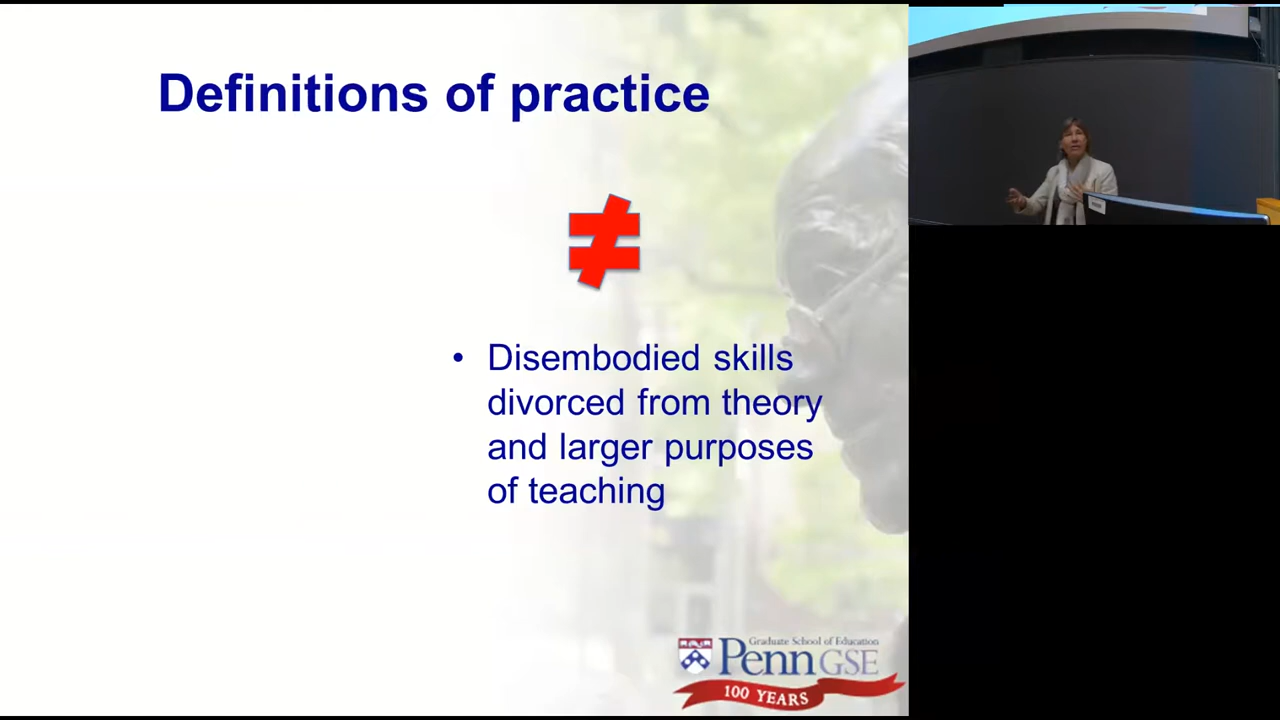 Definitions of practice
≠
• Disembodied skills
divorced from theory
and larger purposes
of teaching
Graduate School of Education
Penn GSE
100 YEARS